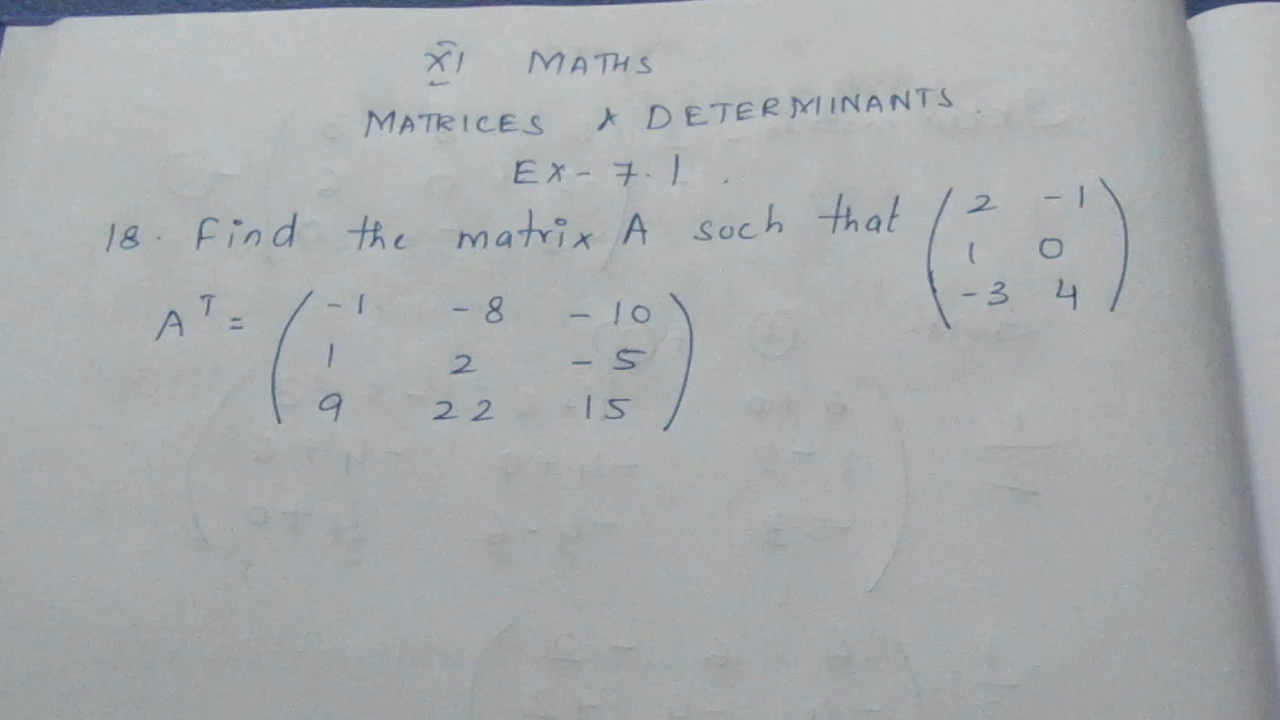 XI MATHS
MATRICES & DETERMINANTS.
EX - 7.1.
18. Find the matrix A such that ( 2 -1
1 0
-3 4 )
A^T = ( -1 -8 -10
1 2 -5
9 22 15 )